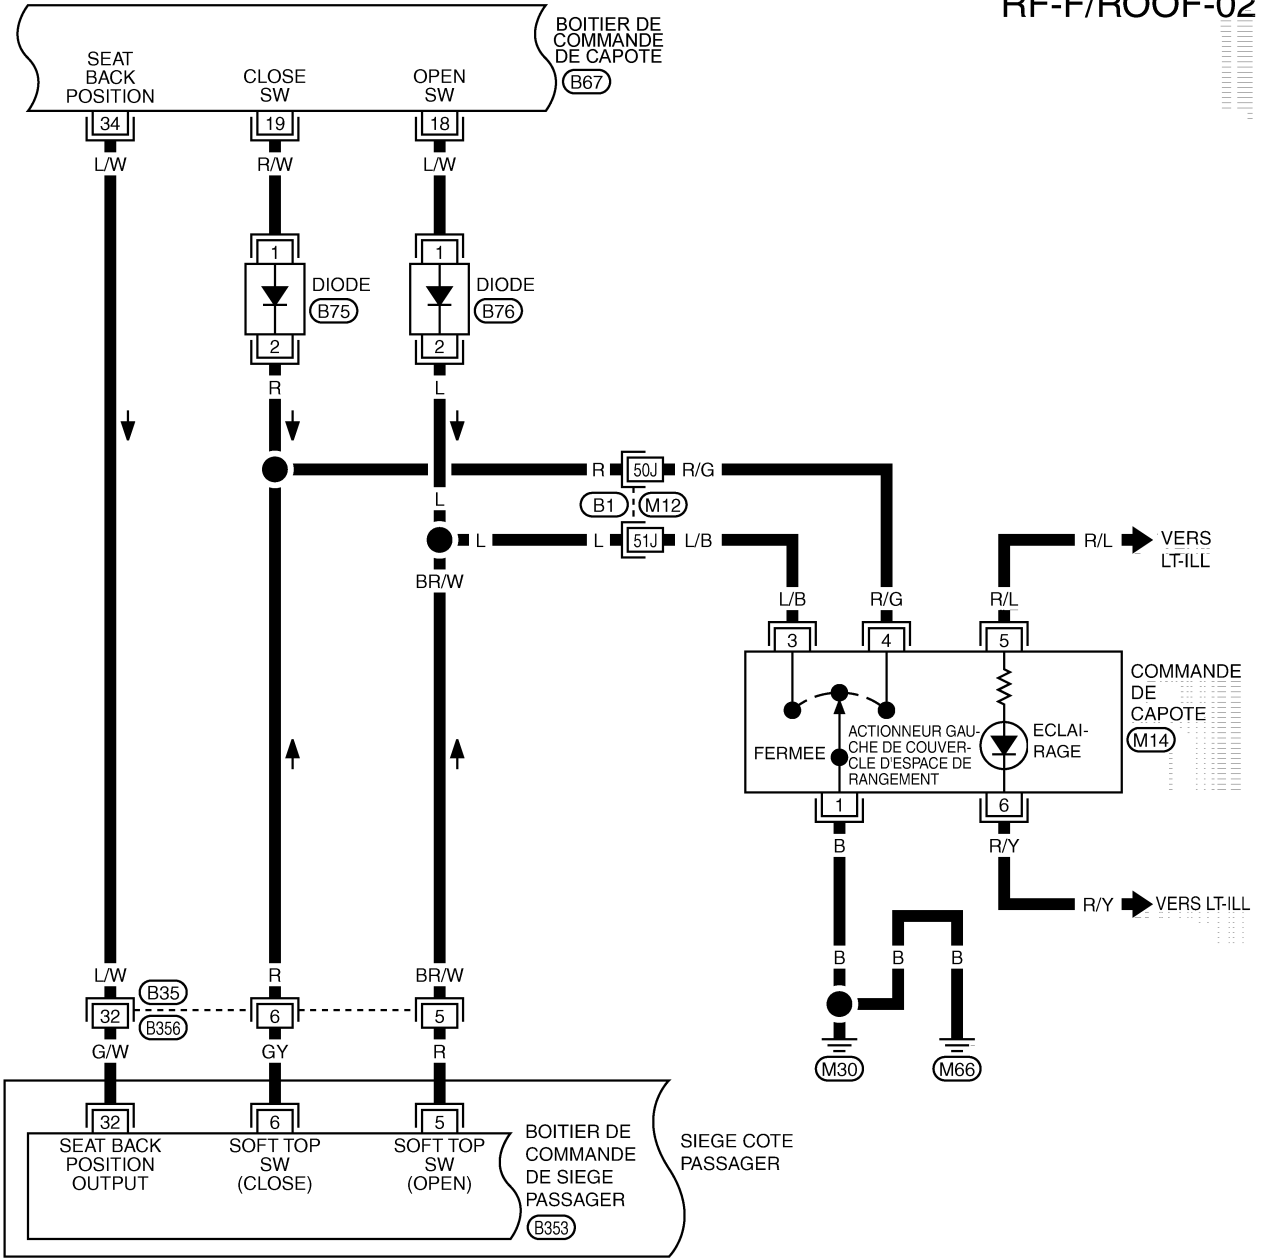 RF-F/ROOF-02
BOITIER DE
COMMANDE
DE CAPOTE
B67
SEAT
BACK
POSITION
CLOSE
SW
OPEN
SW
34
19
18
L/W
R/W
L/W
1
1
DIODE
B75
DIODE
B76
2
2
R
L
R
50J
R/G
L
B1
M12
L
L
51J
L/B
R/L
VERS
LT-ILL
BR/W
L/B
R/G
R/L
3
4
5
COMMANDE
DE
CAPOTE
M14
FERMEE
ACTIONNEUR GAU-
CHE DE COUVER-
CLE D'ESPACE DE
RANGEMENT
ECLAI-
RAGE
1
6
B
R/Y
R/Y
VERS LT-ILL
B
B
B
L/W
R
BR/W
B35
32
6
5
B356
G/W
GY
R
M30
M66
32
6
5
SEAT BACK
POSITION
OUTPUT
SOFT TOP
SW
(CLOSE)
SOFT TOP
SW
(OPEN)
BOITIER DE
COMMANDE
DE SIEGE
PASSAGER
B353
SIEGE COTE
PASSAGER